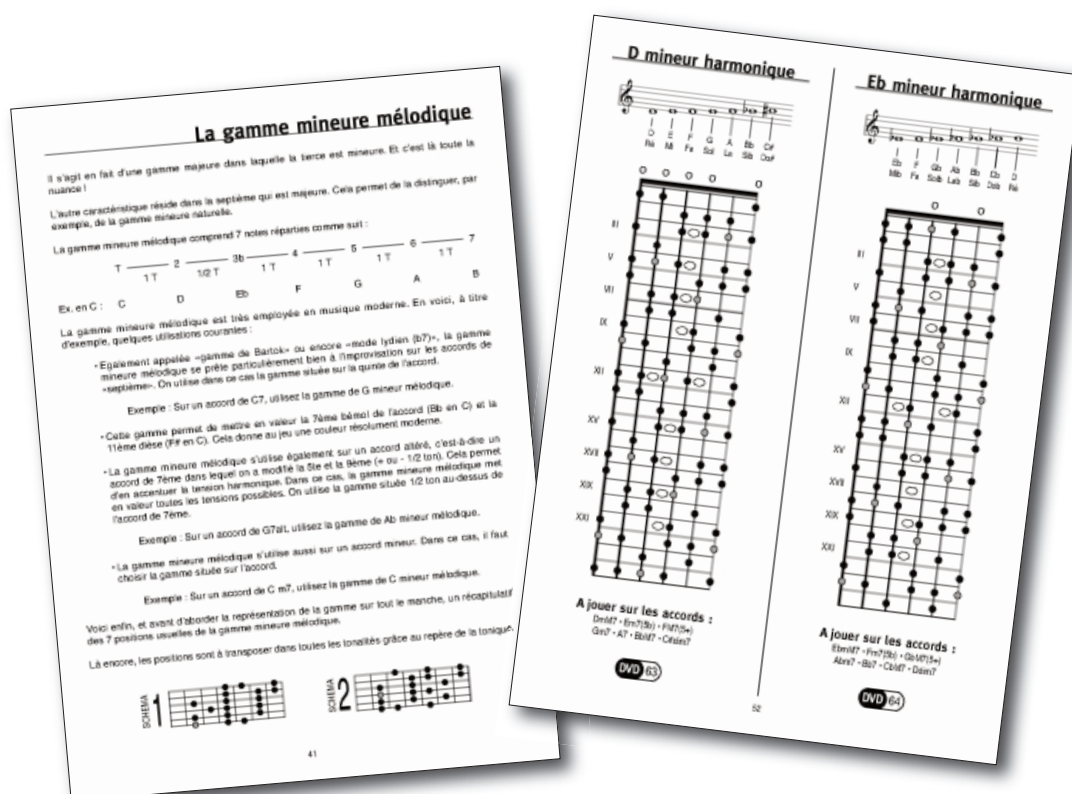 La gamme mineure mélodique
Il s'agit en fait d'une gamme majeure dans laquelle la tierce est mineure. Et c'est là toute la
nuance !
L'autre caractéristique réside dans la septième qui est majeure. Cela permet de la distinguer, par
exemple, de la gamme mineure naturelle.
La gamme mineure mélodique comprend 7 notes réparties comme suit :
T 2 3b 4 5 6 7
1 T 1/2 T 1 T 1 T 1 T 1 T
Ex. en C : C D Eb F G A B
La gamme mineure mélodique est très employée en musique moderne. En voici, à titre
d'exemple, quelques utilisations courantes :
• Egalement appelée «gamme de Bartok» ou encore «mode lydien (b7)», la gamme
mineure mélodique se prête particulièrement bien à l'improvisation sur les accords de
«septième». On utilise dans ce cas la gamme située sur la quinte de l'accord.
Exemple : Sur un accord de C7, utilisez la gamme de G mineur mélodique.
• Cette gamme permet de mettre en valeur la 7ème bémol de l'accord (Bb en C) et la
11ème dièse (F# en C). Cela donne au jeu une couleur résolument moderne.
• La gamme mineure mélodique s'utilise également sur un accord altéré, c'est-à-dire un
accord de 7ème dans lequel on a modifié la 5te et la 9ème (+ ou - 1/2 ton). Cela permet
d'en accentuer la tension harmonique. Dans ce cas, la gamme mineure mélodique met
en valeur toutes les tensions possibles. On utilise la gamme située 1/2 ton au-dessus de
l'accord de 7ème.
Exemple : Sur un accord de G7alt, utilisez la gamme de Ab mineur mélodique.
• La gamme mineure mélodique s'utilise aussi sur un accord mineur. Dans ce cas, il faut
choisir la gamme située sur l'accord.
Exemple : Sur un accord de C m7, utilisez la gamme de C mineur mélodique.
Voici enfin, et avant d'aborder la représentation de la gamme sur tout le manche, un récapitulatif
des 7 positions usuelles de la gamme mineure mélodique.
Là encore, les positions sont à transposer dans toutes les tonalités grâce au repère de la tonique.
SCHEMA 1
SCHEMA 2
41
D mineur harmonique
D E F G A Bb C#
Ré Mi Fa Sol La Sib Do#
III
V
VII
IX
XII
XV
XVII
XIX
XXI
A jouer sur les accords :
DmM7 • Em7(5b) • FM7(5+)
Gm7 • A7 • BbM7 • C#dim7
DVD 63
Eb mineur harmonique
Eb F Gb Ab Bb Cb D
Mib Fa Solb Lab Sib Dob Ré
III
V
VII
IX
XII
XV
XVII
XIX
XXI
A jouer sur les accords :
EbmM7 • Fm7(5b) • GbM7(5+)
Abm7 • Bb7 • CbM7 • Ddim7
DVD 64
52